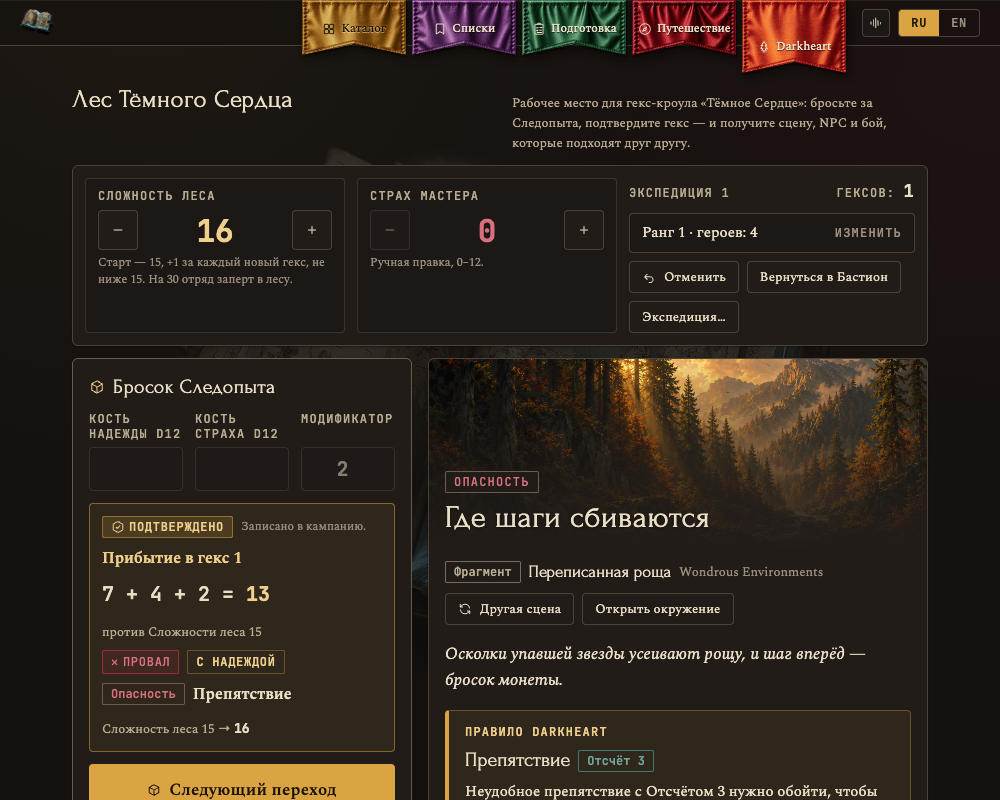 Каталог
Списки
Подготовка
Путешествие
Darkheart
RU EN
Лес Тёмного Сердца
Рабочее место для гекс-кроула «Тёмное Сердце»: бросьте за
Следопыта, подтвердите гекс — и получите сцену, NPC и бой,
которые подходят друг другу.
СЛОЖНОСТЬ ЛЕСА
− 16 +
Старт — 15, +1 за каждый новый гекс, не
ниже 15. На 30 отряд заперт в лесу.
СТРАХ МАСТЕРА
− 0 +
Ручная правка, 0–12.
ЭКСПЕДИЦИЯ 1 ГЕКСОВ: 1
Ранг 1 · героев: 4 ИЗМЕНИТЬ
Отменить Вернуться в Бастион
Экспедиция…
Бросок Следопыта
КОСТЬ
НАДЕЖДЫ D12
КОСТЬ
СТРАХА D12
МОДИФИКАТОР
2
ПОДТВЕРЖДЕНО Записано в кампанию.
Прибытие в гекс 1
7 + 4 + 2 = 13
против Сложности леса 15
× ПРОВАЛ С НАДЕЖДОЙ
Опасность Препятствие
Сложность леса 15 → 16
Следующий переход
ОПАСНОСТЬ
Где шаги сбиваются
Фрагмент Переписанная роща Wondrous Environments
Другая сцена Открыть окружение
Осколки упавшей звезды усеивают рощу, и шаг вперёд —
бросок монеты.
ПРАВИЛО DARKHEART
Препятствие Отсчёт 3
Неудобное препятствие с Отсчётом 3 нужно обойти, чтобы